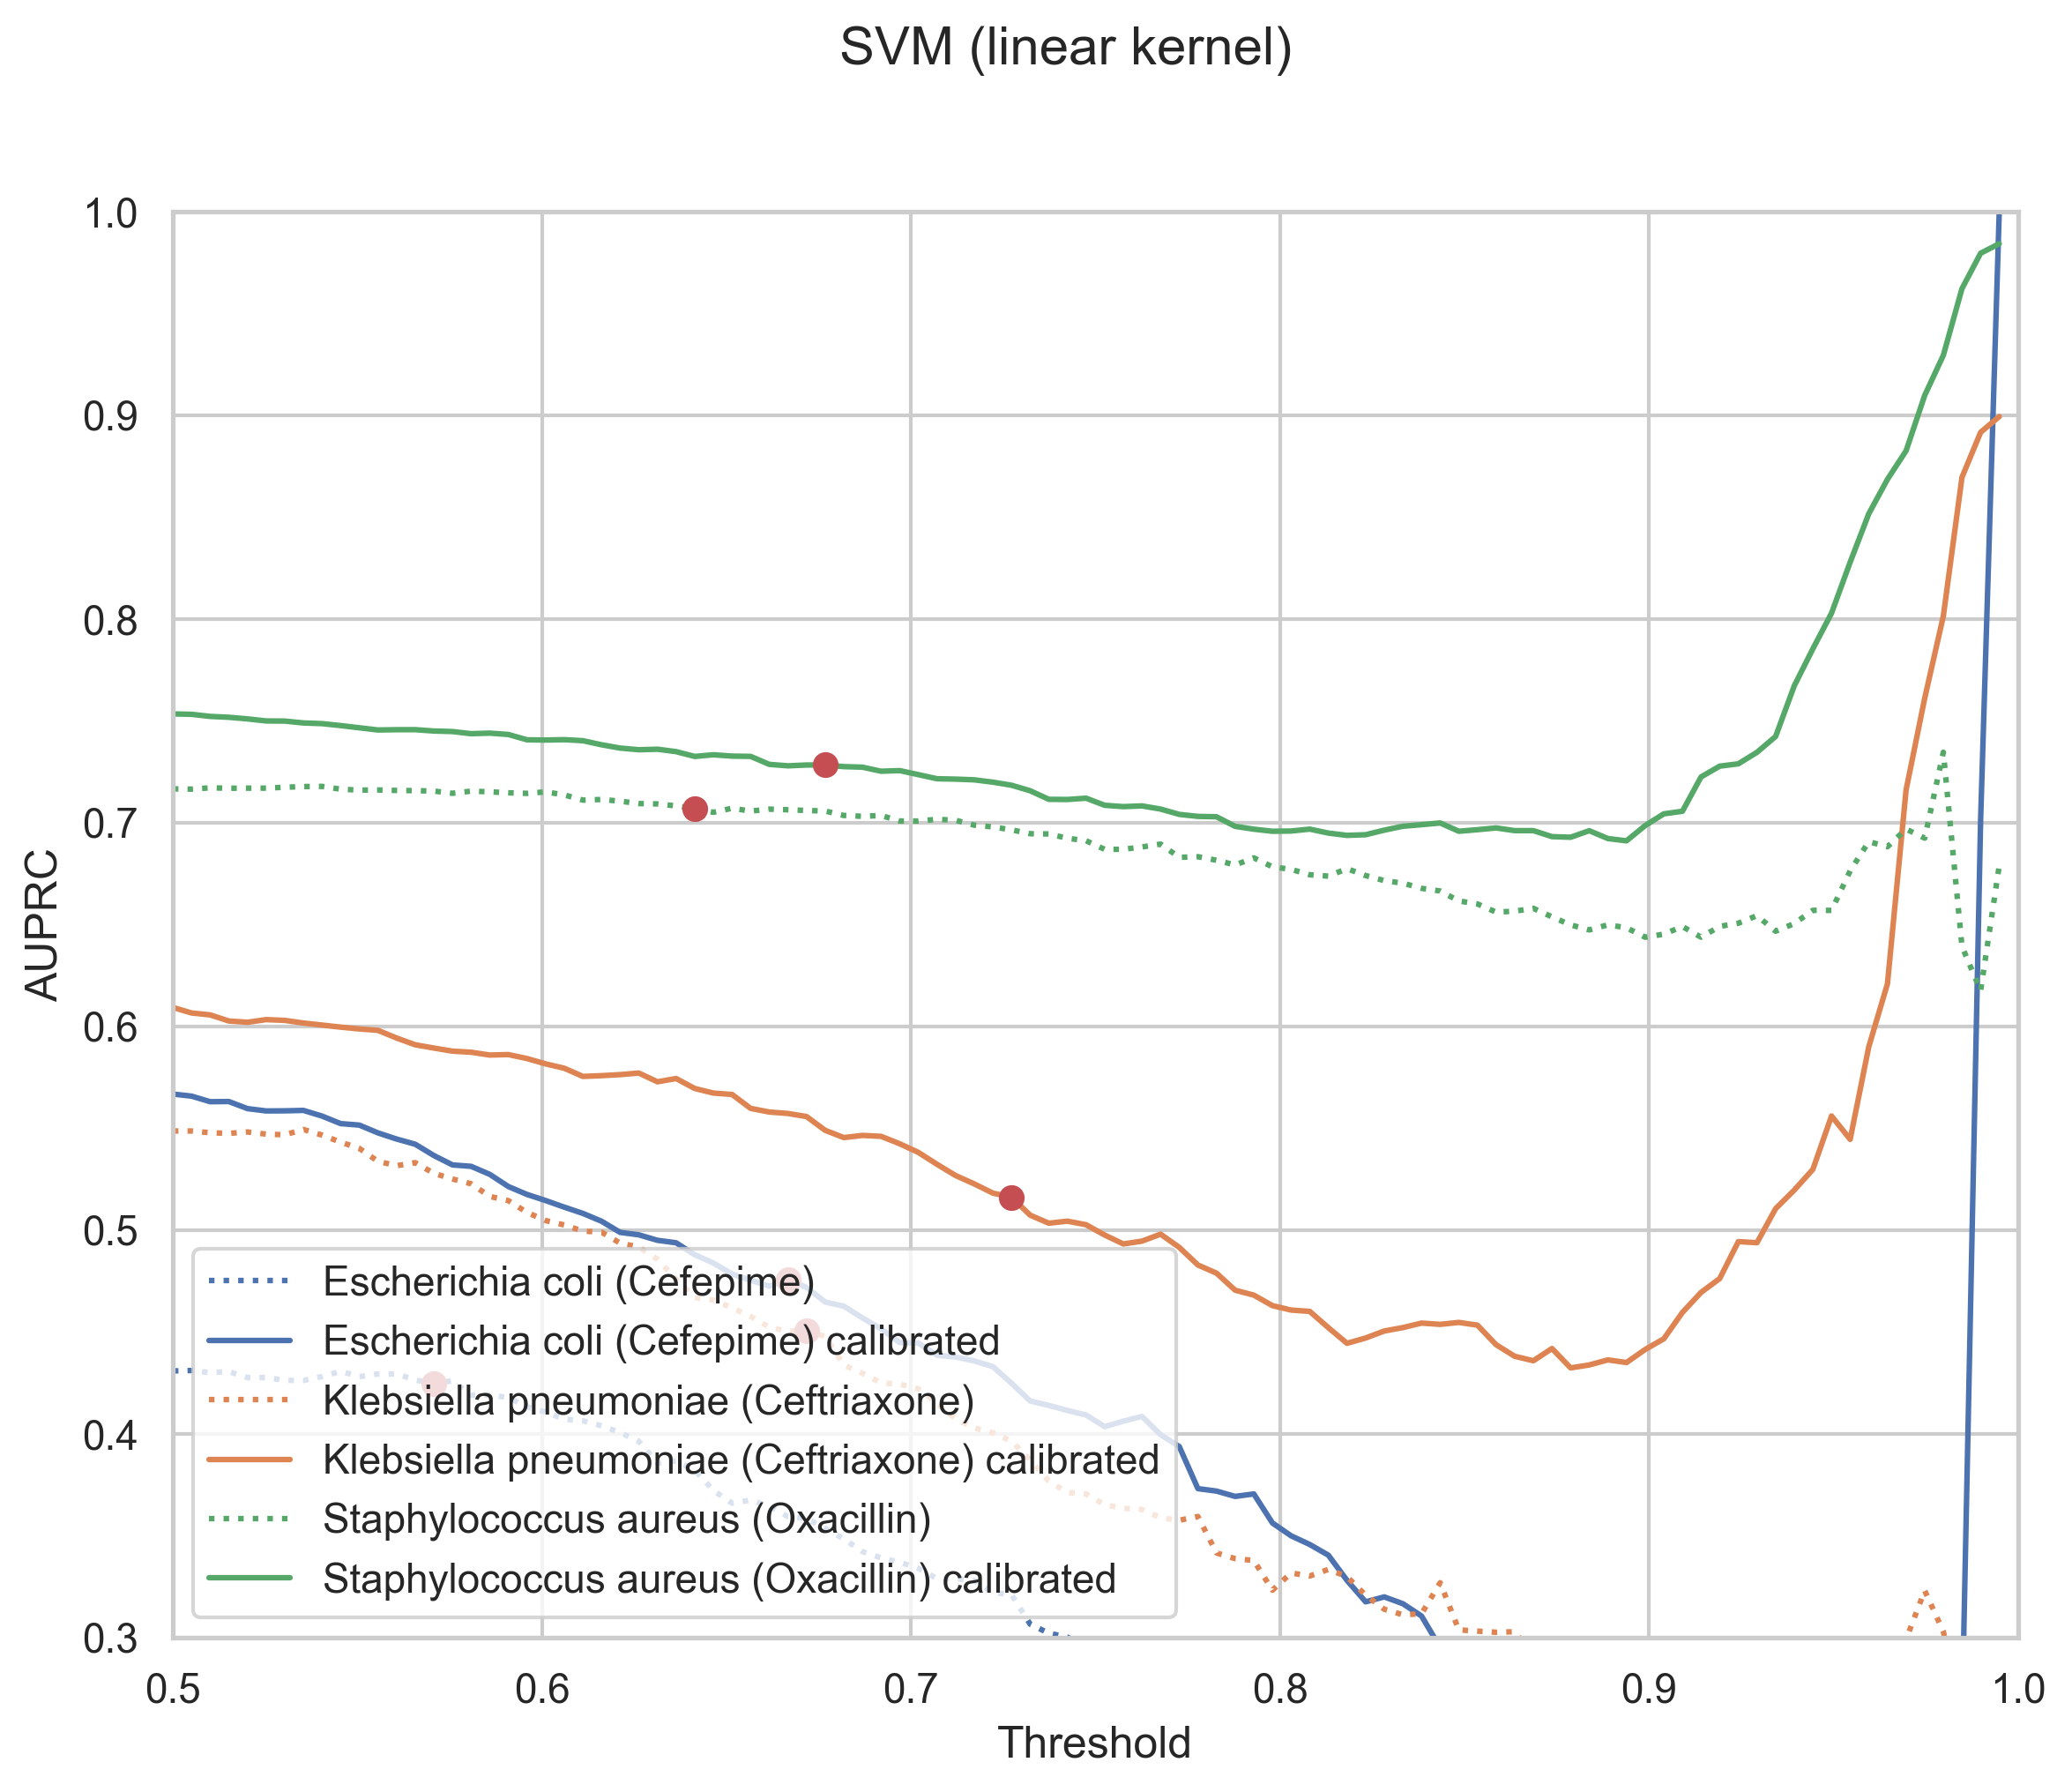 SVM (linear kernel)
1.0
0.9
0.8
0.7
0.6
0.5
0.4
0.3
AUPRC
Escherichia coli (Cefepime)
Escherichia coli (Cefepime) calibrated
Klebsiella pneumoniae (Ceftriaxone)
Klebsiella pneumoniae (Ceftriaxone) calibrated
Staphylococcus aureus (Oxacillin)
Staphylococcus aureus (Oxacillin) calibrated
0.5 0.6 0.7 0.8 0.9 1.0
Threshold